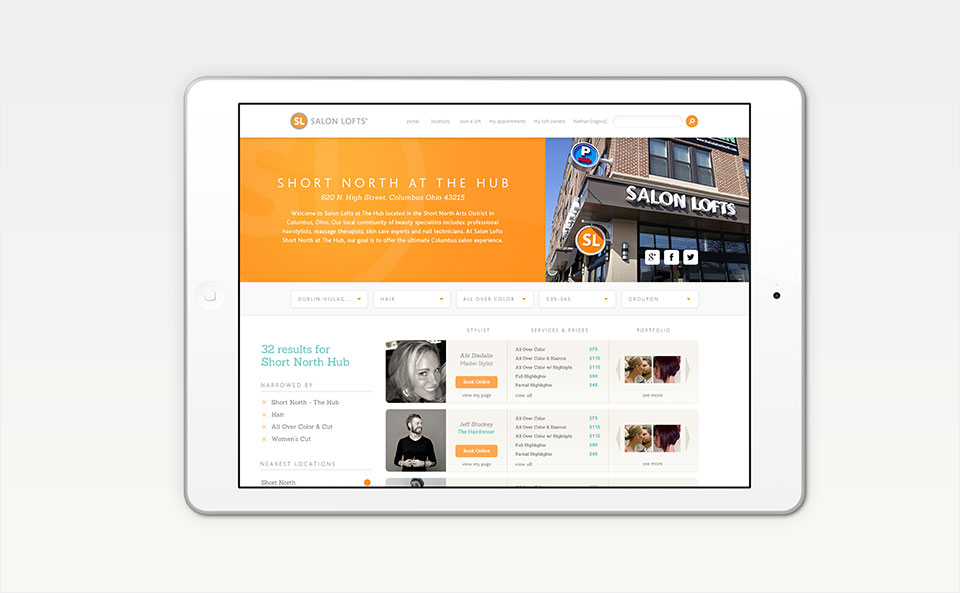 SL SALON LOFTS
portal locations own a loft my appointments my loft owners Nathan [logout]
SHORT NORTH AT THE HUB
820 N. High Street. Columbus Ohio 43215
Welcome to Salon Lofts at The Hub located in the Short North Arts District in
Columbus, Ohio. Our local community of beauty specialists includes: professional
hairstylists, massage therapists, skin care experts and nail technicians. At Salon Lofts
Short North at The Hub, our goal is to offer the ultimate Columbus salon experience.
P
SALON LOFTS
SL
DUBLIN-VILLAG... HAIR ALL OVER COLOR $35-$65 GROUPON
STYLIST SERVICES & PRICES PORTFOLIO
32 results for
Short North Hub
NARROWED BY
Short North - The Hub
Hair
All Over Color & Cut
Women's Cut
NEAREST LOCATIONS
Short North
Abi Diedalis
Master Stylist
Book Online
view my page
All Over Color $75
All Over Color & Haircut $115
All Over Color w/ Highlight $115
Full Highlights $90
Partial Highlights $45
view all
see more
Jeff Stuckey
The Hairdresser
Book Online
view my page
All Over Color $75
All Over Color & Haircut $115
All Over Color w/ Highlight $115
Full Highlights $90
Partial Highlights $45
view all
see more
All Over Color $75